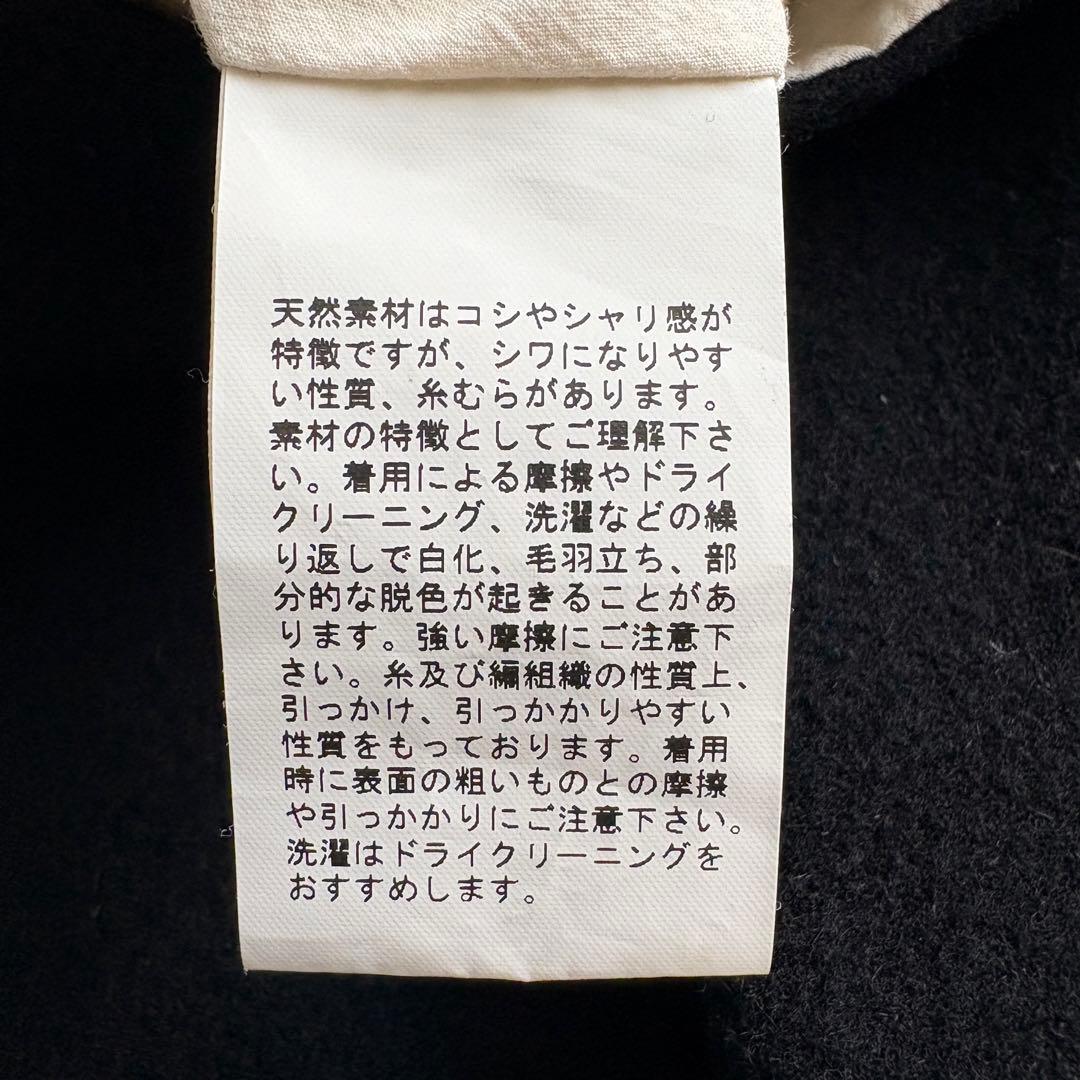 天然素材はコシやシャリ感が
特徴ですが、シワになりやす
い性質、糸むらがあります。
素材の特徴としてご理解下さ
い。着用による摩擦やドライ
クリーニング、洗濯などの繰
り返しで白化、毛羽立ち、部
分的な脱色が起きることがあ
ります。強い摩擦にご注意下
さい。糸及び編組織の性質上、
引っかけ、引っかかりやすい
性質をもっております。着用
時に表面の粗いものとの摩擦
や引っかかりにご注意下さい。
洗濯はドライクリーニングを
おすすめします。